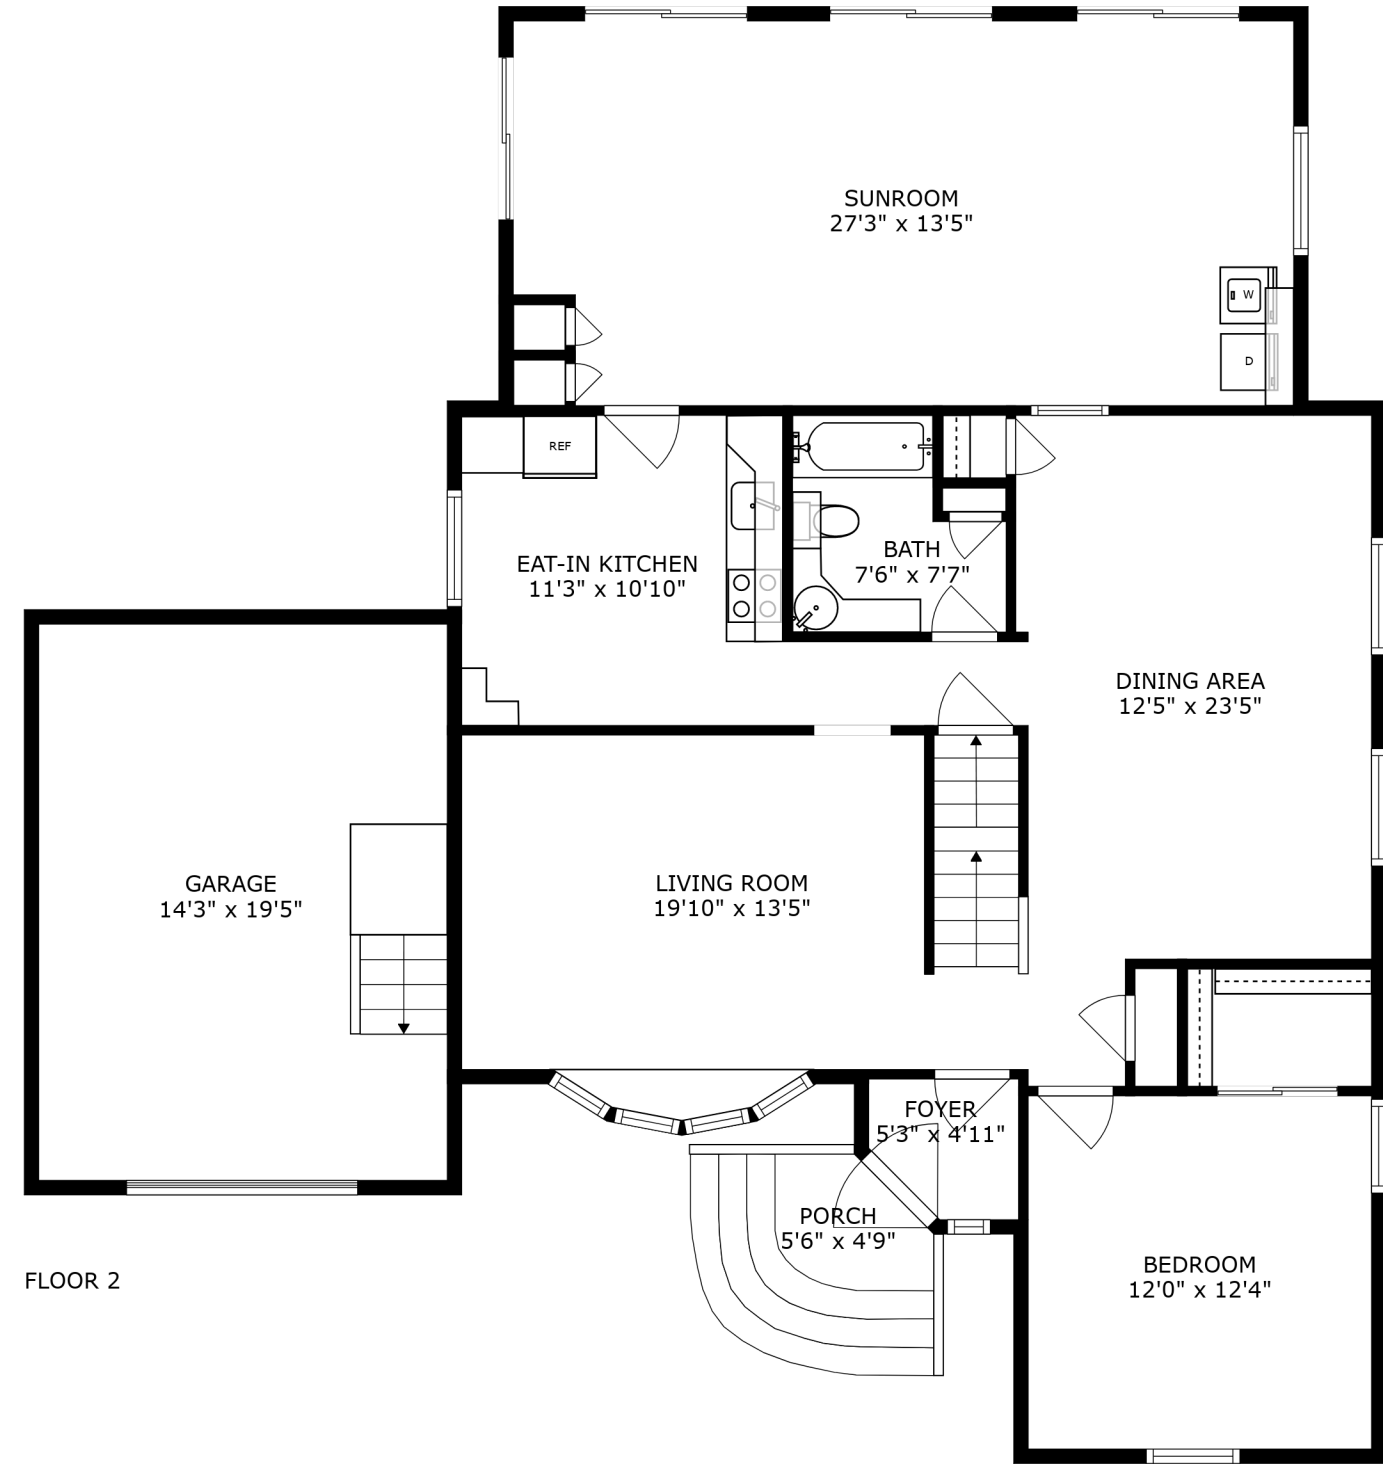 SUNROOM
27'3" x 13'5"
W
D
REF
EAT-IN KITCHEN
11'3" x 10'10"
BATH
7'6" x 7'7"
DINING AREA
12'5" x 23'5"
GARAGE
14'3" x 19'5"
LIVING ROOM
19'10" x 13'5"
FOYER
5'3" x 4'11"
PORCH
5'6" x 4'9"
BEDROOM
12'0" x 12'4"
FLOOR 2